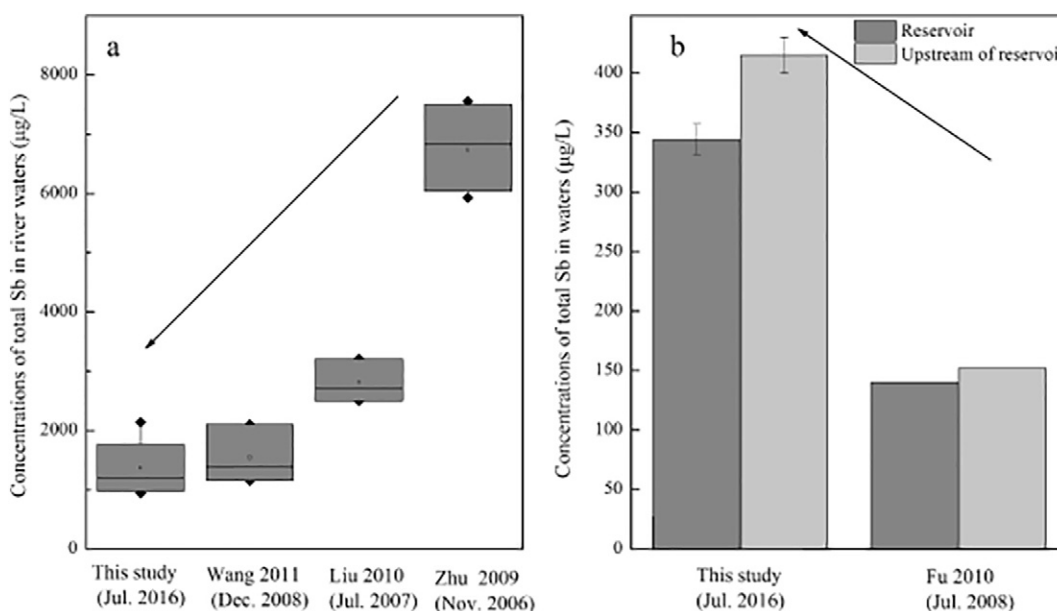 a
Concentrations of total Sb in river waters (μg/L)
8000
6000
4000
2000
0
This study
(Jul. 2016)
Wang 2011
(Dec. 2008)
Liu 2010
(Jul. 2007)
Zhu 2009
(Nov. 2006)
b
Reservoir
Upstream of reservoir
Concentrations of total Sb in waters (μg/L)
400
350
300
250
200
150
100
50
0
This study
(Jul. 2016)
Fu 2010
(Jul. 2008)